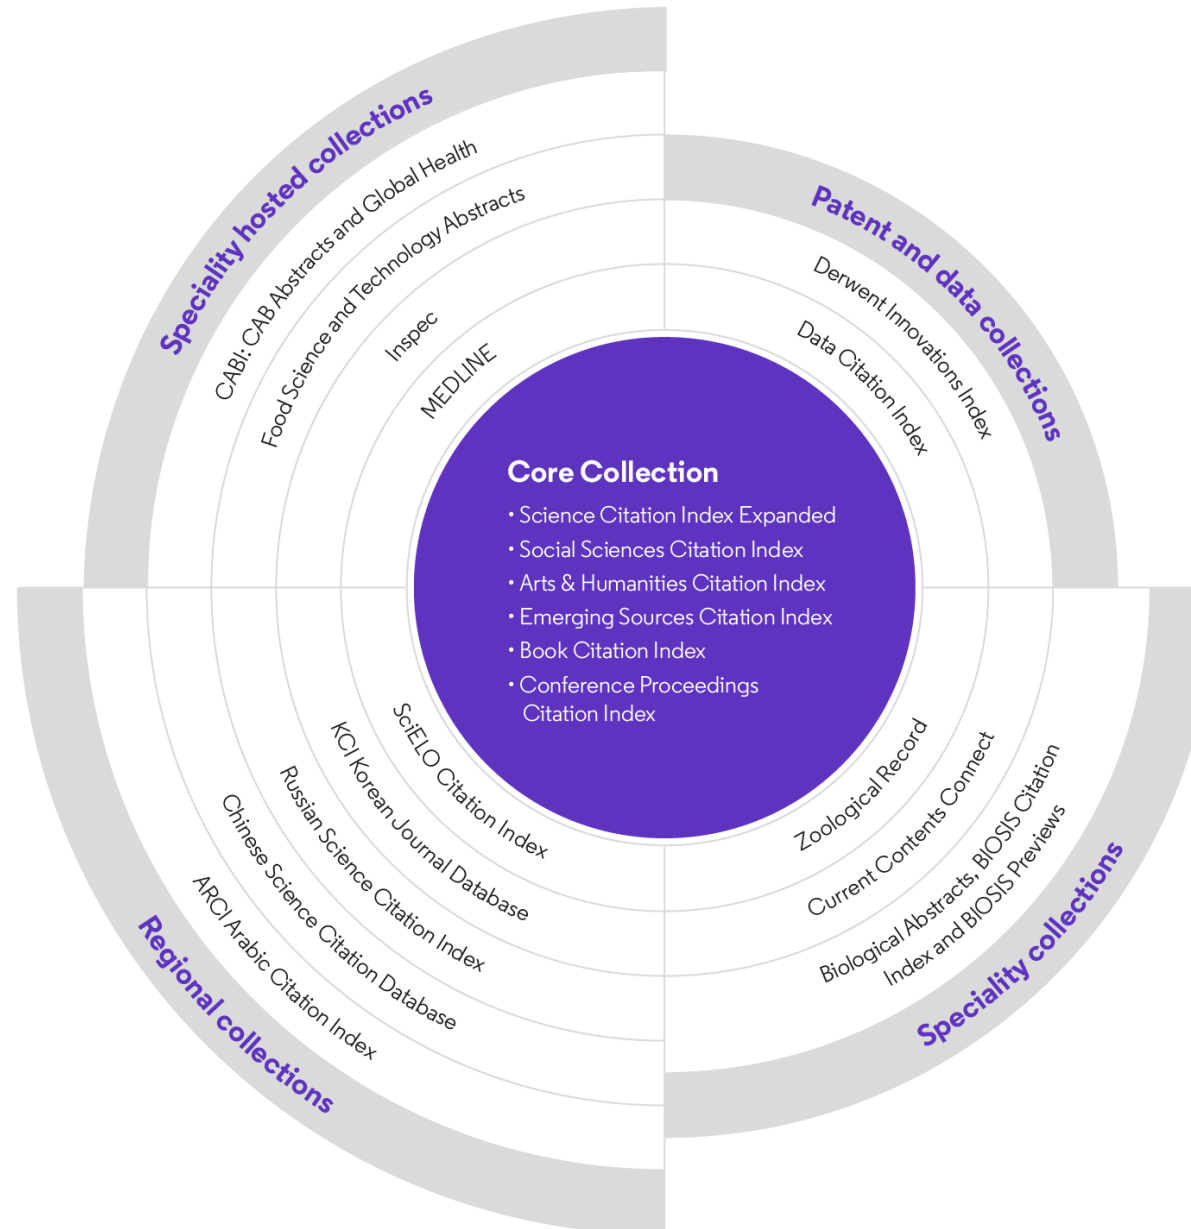 Speciality hosted collections
CABI: CAB Abstracts and Global Health
Food Science and Technology Abstracts
Inspec
MEDLINE
Patent and data collections
Derwent Innovations Index
Data Citation Index
Core Collection
• Science Citation Index Expanded
• Social Sciences Citation Index
• Arts & Humanities Citation Index
• Emerging Sources Citation Index
• Book Citation Index
• Conference Proceedings
Citation Index
SciELO Citation Index
KCI Korean Journal Database
Russian Science Citation Index
Chinese Science Citation Database
ARCI Arabic Citation Index
Regional collections
Zoological Record
Current Contents Connect
Biological Abstracts, BIOSIS Citation
Index and BIOSIS Previews
Speciality collections